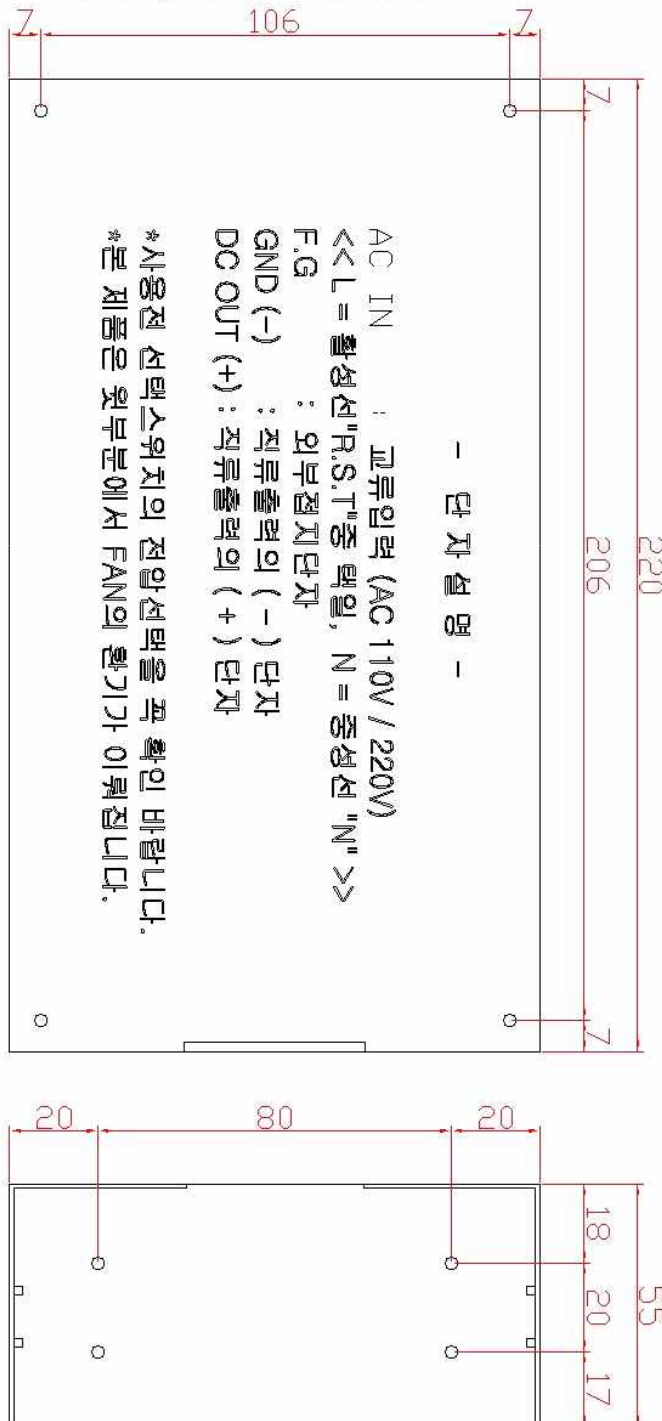 7
106
7
7
220
206
- 단 자 설 명 -
AC IN : 교류입력 (AC 110V / 220V)
<< L = 활성선"R.S.T"중 택일, N = 중성선 "N" >>
F.G : 외부접지단자
GND (-) : 직류출력의 ( - ) 단자
DC OUT (+) : 직류출력의 ( + ) 단자
*사용전 선택스위치의 전압선택을 꼭 확인 바랍니다.
*본 제품은 윗부분에서 FAN의 환기가 이뤄집니다.
7
20
80
20
18
55
20
17